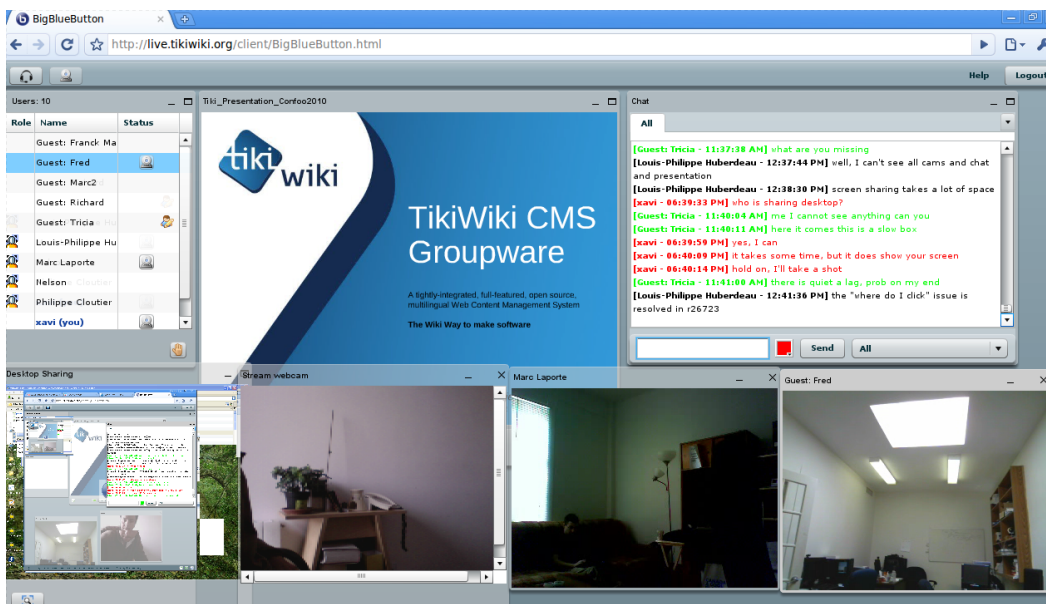 BigBlueButton
http://live.tikiwiki.org/client/BigBlueButton.html
Help
Logout
Users: 10
Role Name Status
Guest: Franck Ma
Guest: Fred
Guest: Marc2
Guest: Richard
Guest: Tricia
Louis-Philippe Hu
Marc Laporte
Nelson
Philippe Cloutier
xavi (you)
Tiki_Presentation_Confoo2010
tiki
wiki
TikiWiki CMS
Groupware
A tightly-integrated, full-featured, open source,
multilingual Web Content Management System
The Wiki Way to make software
Chat
All
[Guest: Tricia - 11:37:38 AM] what are you missing
[Louis-Philippe Huberdeau - 12:37:44 PM] well, I can't see all cams and chat
and presentation
[Louis-Philippe Huberdeau - 12:38:30 PM] screen sharing takes a lot of space
[xavi - 06:39:33 PM] who is sharing desktop?
[Guest: Tricia - 11:40:04 AM] me I cannot see anything can you
[Guest: Tricia - 11:40:11 AM] here it comes this is a slow box
[xavi - 06:39:59 PM] yes, I can
[xavi - 06:40:09 PM] it takes some time, but it does show your screen
[xavi - 06:40:14 PM] hold on, I'll take a shot
[Guest: Tricia - 11:41:00 AM] there is quiet a lag, prob on my end
[Louis-Philippe Huberdeau - 12:41:36 PM] the "where do I click" issue is
resolved in r26723
Send
All
Desktop Sharing
Stream webcam
Marc Laporte
Guest: Fred